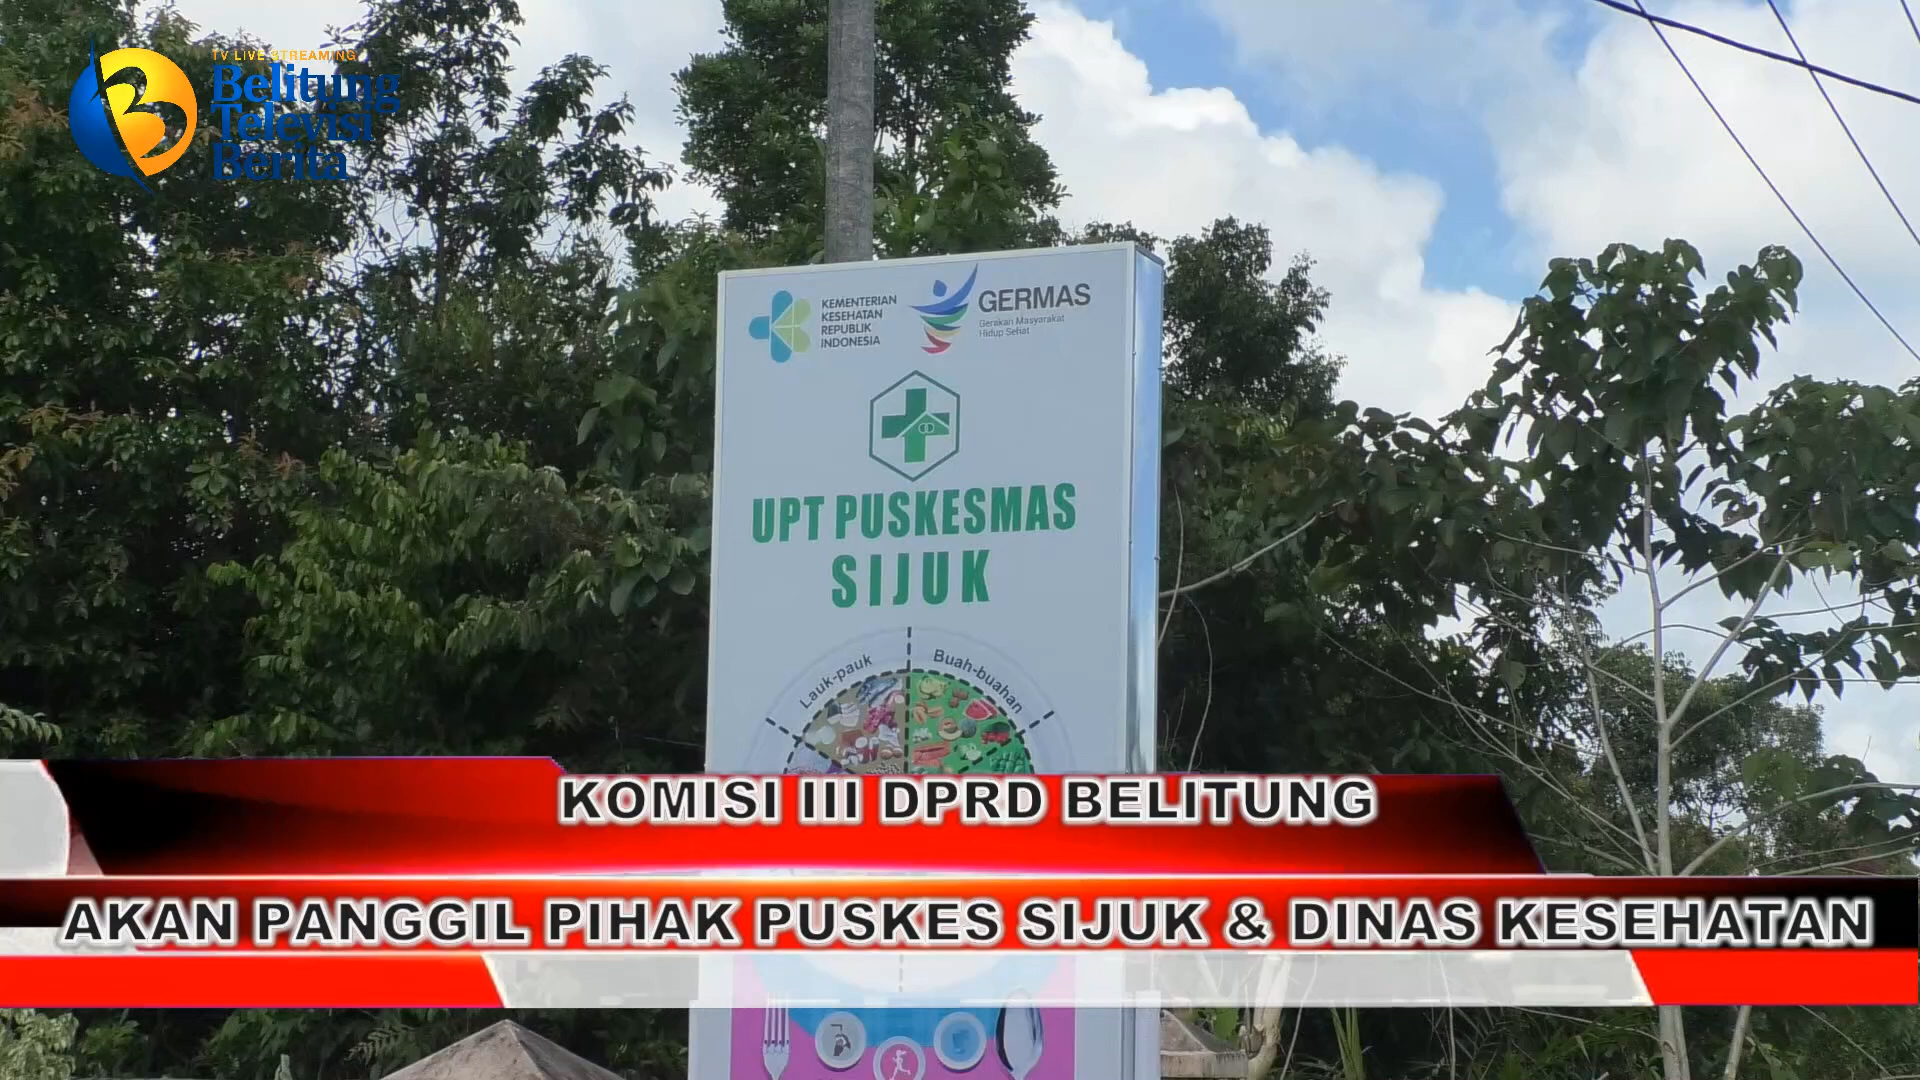 TV LIVE STREAMING
Belitung
Televisi
Berita
KEMENTERIAN
KESEHATAN
REPUBLIK
INDONESIA
GERMAS
Gerakan Masyarakat
Hidup Sehat
UPT PUSKESMAS
SIJUK
Lauk-pauk
Buah-buahan
KOMISI III DPRD BELITUNG
AKAN PANGGIL PIHAK PUSKES SIJUK & DINAS KESEHATAN